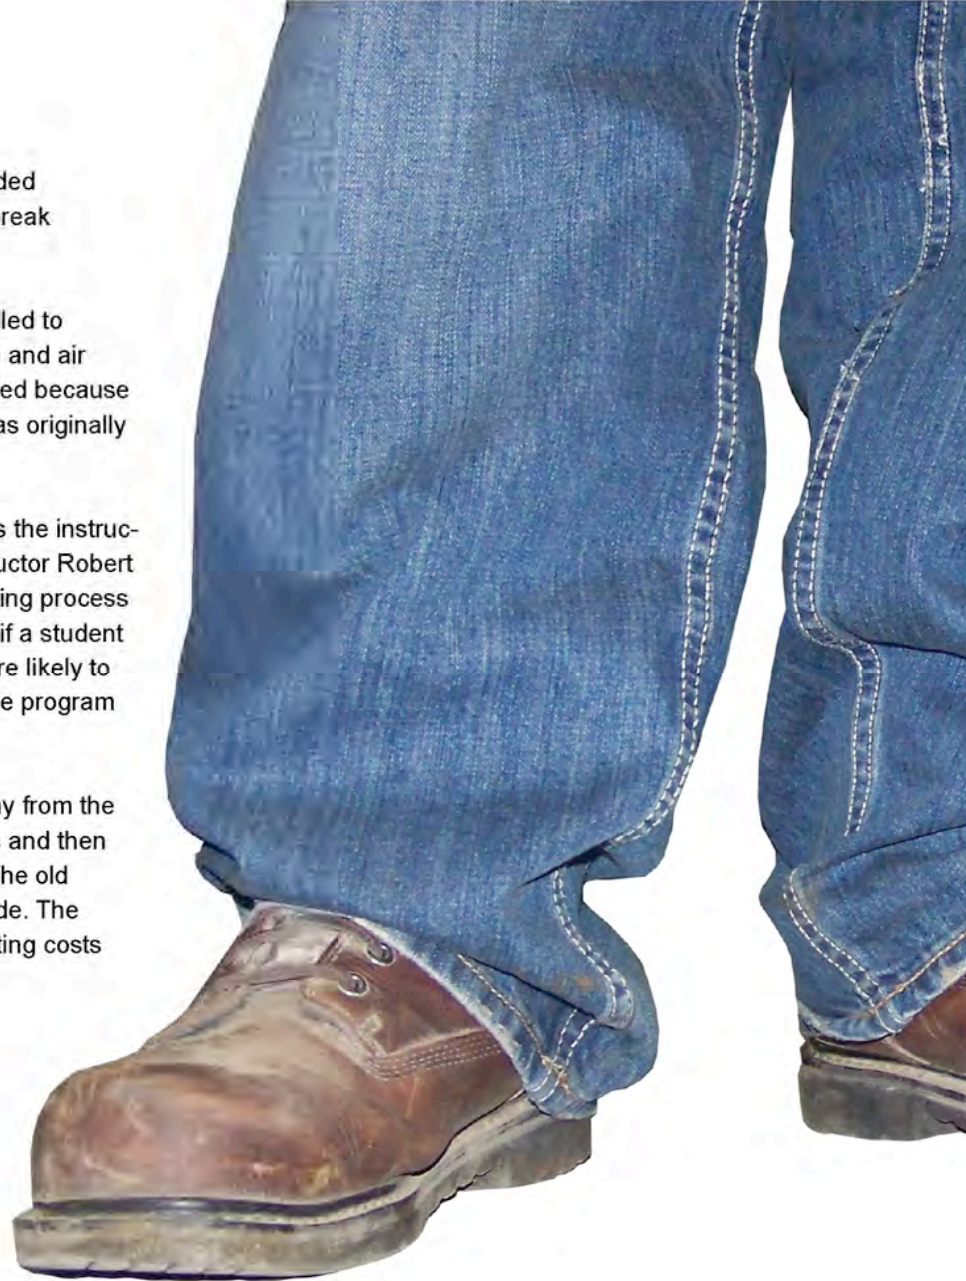 ded
reak
led to
and air
ed because
as originally
s the instruc-
uctor Robert
ing process
if a student
re likely to
e program
y from the
and then
he old
de. The
ting costs